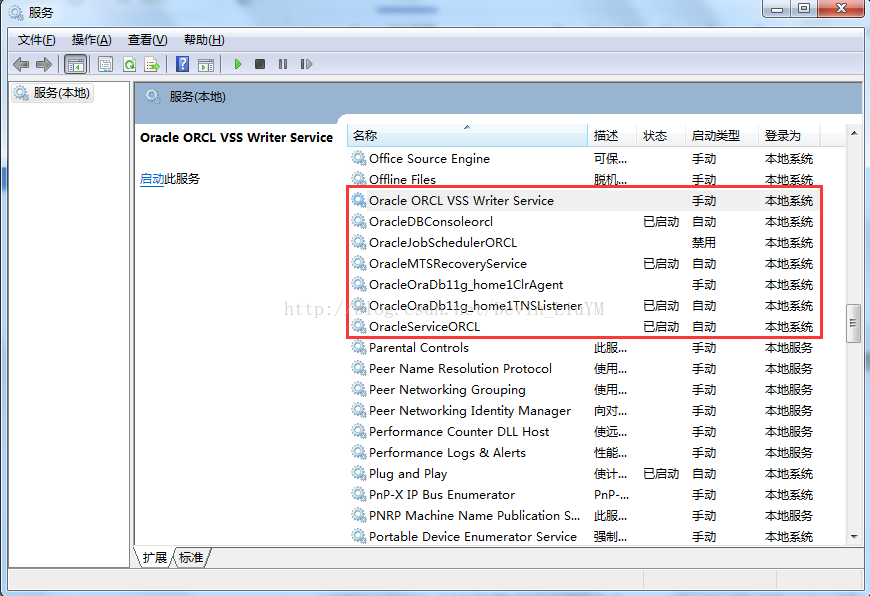 服务
文件(F) 操作(A) 查看(V) 帮助(H)
服务(本地)
服务(本地)
Oracle ORCL VSS Writer Service
启动此服务
名称 描述 状态 启动类型 登录为
Office Source Engine 可保... 手动 本地系统
Offline Files 脱机... 手动 本地系统
Oracle ORCL VSS Writer Service 手动 本地系统
OracleDBConsoleorcl 已启动 自动 本地系统
OracleJobSchedulerORCL 禁用 本地系统
OracleMTSRecoveryService 已启动 自动 本地系统
OracleOraDb11g_home1ClrAgent 手动 本地系统
OracleOraDb11g_home1TNSListener 已启动 自动 本地系统
OracleServiceORCL 已启动 自动 本地系统
Parental Controls 此服... 手动 本地服务
Peer Name Resolution Protocol 使用... 手动 本地服务
Peer Networking Grouping 使用... 手动 本地服务
Peer Networking Identity Manager 向对... 手动 本地服务
Performance Counter DLL Host 使远... 手动 本地服务
Performance Logs & Alerts 性能... 手动 本地服务
Plug and Play 使计... 已启动 自动 本地系统
PnP-X IP Bus Enumerator PnP-... 手动 本地系统
PNRP Machine Name Publication S... 此服... 手动 本地服务
Portable Device Enumerator Service 强制... 手动 本地系统
扩展 标准
http://blog.csdn.net/Devin_LiuYM